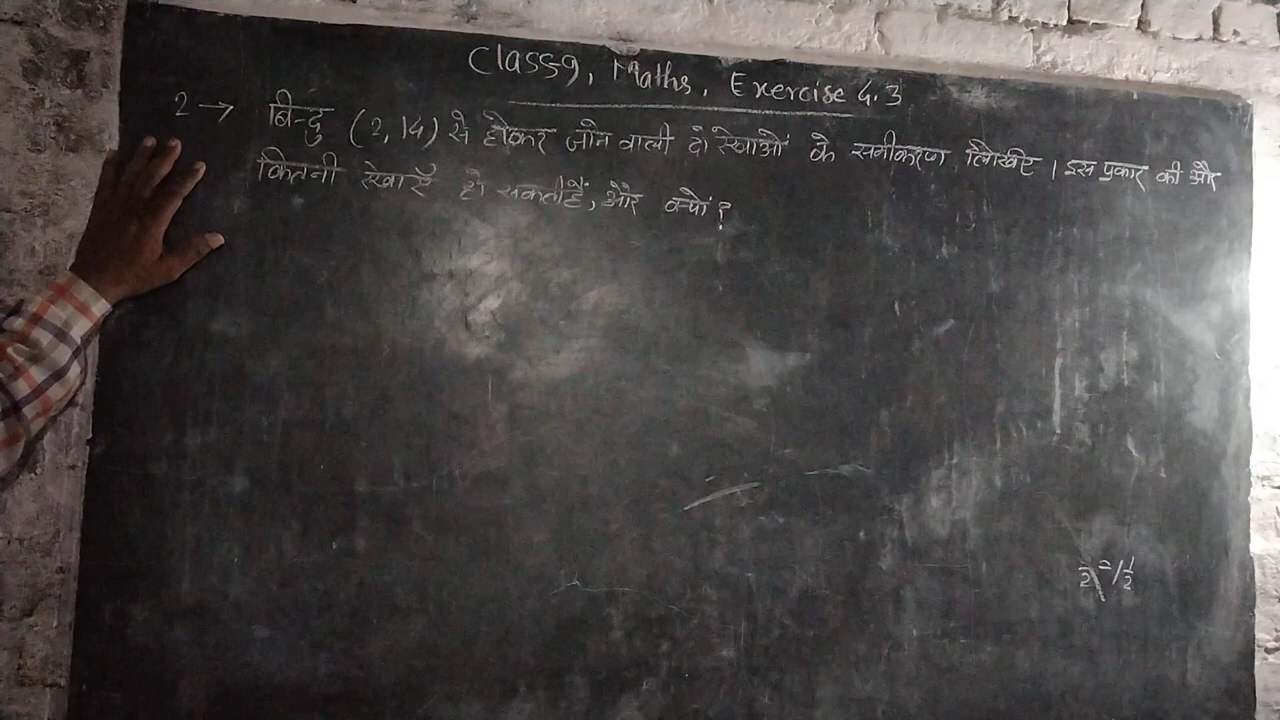 Class-9, Maths, Exercise 4.3
2 → बिन्दु (2, 14) से होकर जाने वाली दो रेखाओं के समीकरण लिखिए । इस प्रकार की और
कितनी रेखाएँ हो सकती हैं, और क्यों ?